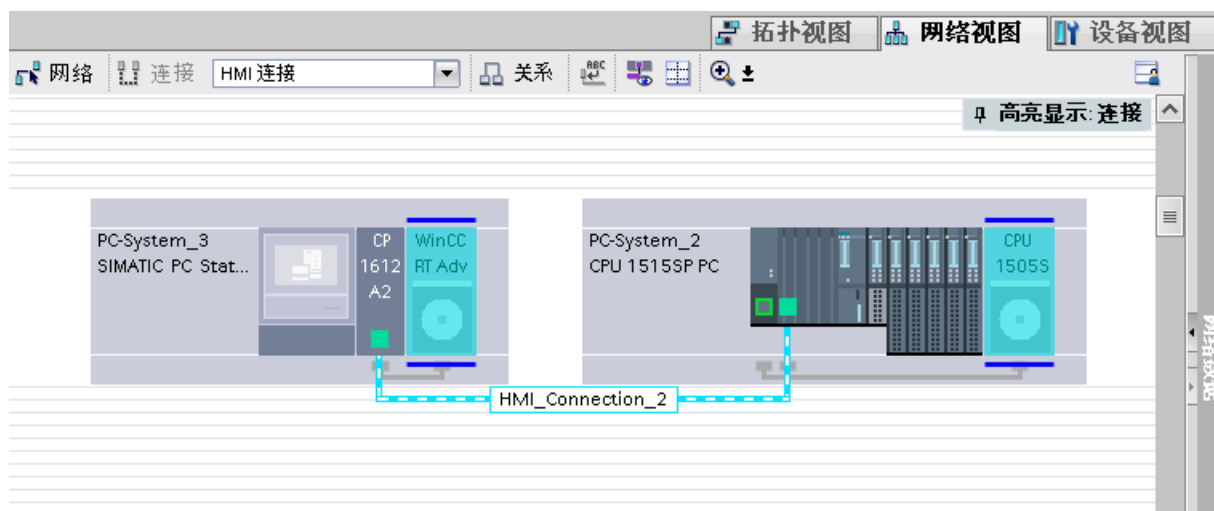 拓扑视图 网络视图 设备视图
网络 连接 HMI 连接 关系
高亮显示: 连接
PC-System_3
SIMATIC PC Stat...
CP
1612
A2
WinCC
RT Adv
PC-System_2
CPU 1515SP PC
CPU
1505S
HMI_Connection_2